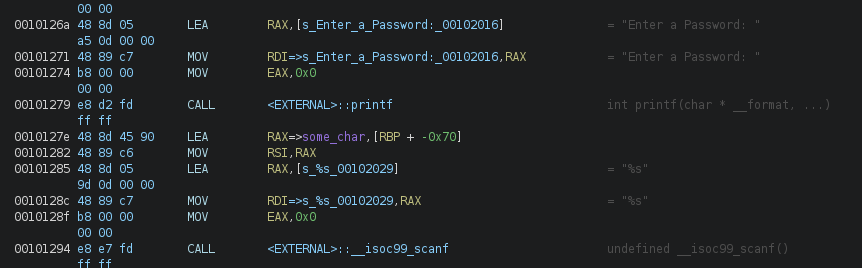 00 00
0010126a 48 8d 05 LEA RAX,[s_Enter_a_Password:_00102016] = "Enter a Password: "
a5 0d 00 00
00101271 48 89 c7 MOV RDI=>s_Enter_a_Password:_00102016,RAX = "Enter a Password: "
00101274 b8 00 00 MOV EAX,0x0
00 00
00101279 e8 d2 fd CALL <EXTERNAL>::printf int printf(char * __format, ...)
ff ff
0010127e 48 8d 45 90 LEA RAX=>some_char,[RBP + -0x70]
00101282 48 89 c6 MOV RSI,RAX
00101285 48 8d 05 LEA RAX,[s_%s_00102029] = "%s"
9d 0d 00 00
0010128c 48 89 c7 MOV RDI=>s_%s_00102029,RAX = "%s"
0010128f b8 00 00 MOV EAX,0x0
00 00
00101294 e8 e7 fd CALL <EXTERNAL>::__isoc99_scanf undefined __isoc99_scanf()
ff ff